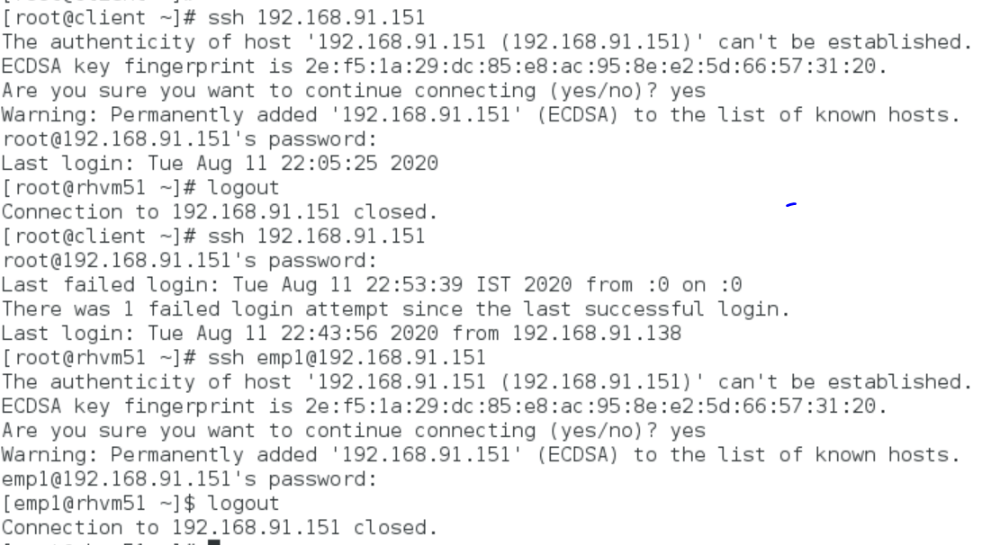 [root@client ~]# ssh 192.168.91.151
The authenticity of host '192.168.91.151 (192.168.91.151)' can't be established.
ECDSA key fingerprint is 2e:f5:1a:29:dc:85:e8:ac:95:8e:e2:5d:66:57:31:20.
Are you sure you want to continue connecting (yes/no)? yes
Warning: Permanently added '192.168.91.151' (ECDSA) to the list of known hosts.
root@192.168.91.151's password:
Last login: Tue Aug 11 22:05:25 2020
[root@rhvm51 ~]# logout
Connection to 192.168.91.151 closed.
[root@client ~]# ssh 192.168.91.151
root@192.168.91.151's password:
Last failed login: Tue Aug 11 22:53:39 IST 2020 from :0 on :0
There was 1 failed login attempt since the last successful login.
Last login: Tue Aug 11 22:43:56 2020 from 192.168.91.138
[root@rhvm51 ~]# ssh emp1@192.168.91.151
The authenticity of host '192.168.91.151 (192.168.91.151)' can't be established.
ECDSA key fingerprint is 2e:f5:1a:29:dc:85:e8:ac:95:8e:e2:5d:66:57:31:20.
Are you sure you want to continue connecting (yes/no)? yes
Warning: Permanently added '192.168.91.151' (ECDSA) to the list of known hosts.
emp1@192.168.91.151's password:
[emp1@rhvm51 ~]$ logout
Connection to 192.168.91.151 closed.